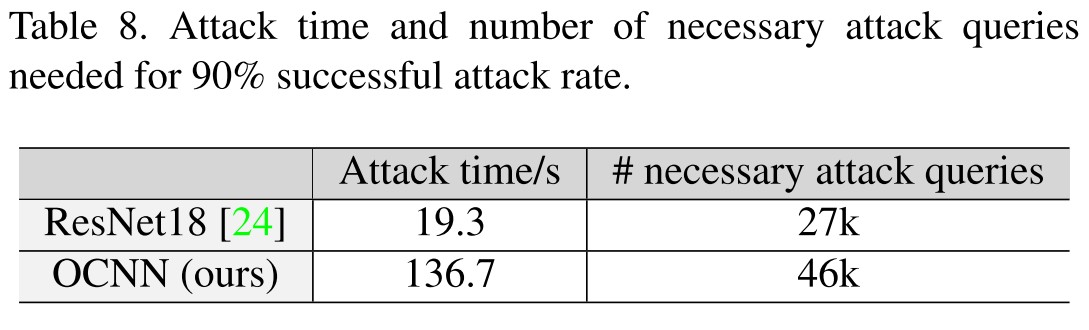 Table 8. Attack time and number of necessary attack queries
needed for 90% successful attack rate.
Attack time/s # necessary attack queries
ResNet18 [24] 19.3 27k
OCNN (ours) 136.7 46k